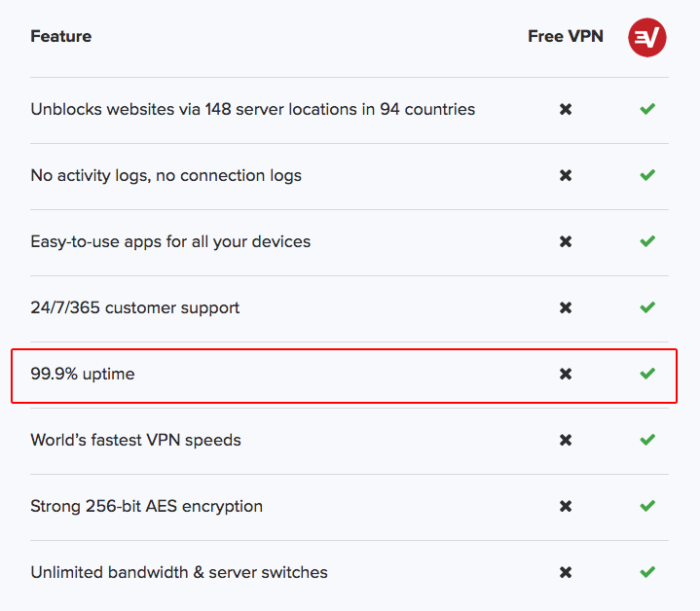 Feature Free VPN EV
Unblocks websites via 148 server locations in 94 countries
No activity logs, no connection logs
Easy-to-use apps for all your devices
24/7/365 customer support
99.9% uptime
World’s fastest VPN speeds
Strong 256-bit AES encryption
Unlimited bandwidth & server switches